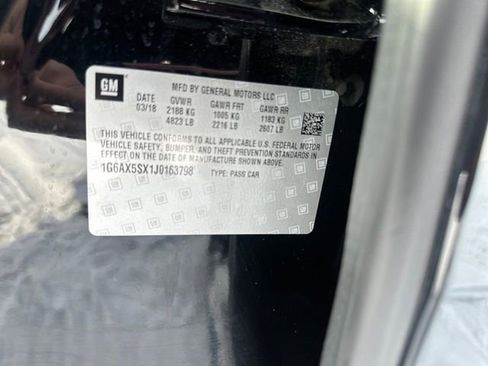 GM
MFD BY GENERAL MOTORS LLC
DATE GVWR GAWR FRT GAWR RR
03/18 2188 KG 1005 KG 1183 KG
4823 LB 2216 LB 2607 LB
THIS VEHICLE CONFORMS TO ALL APPLICABLE U.S. FEDERAL MOTOR
VEHICLE SAFETY, BUMPER, AND THEFT PREVENTION STANDARDS IN
EFFECT ON THE DATE OF MANUFACTURE SHOWN ABOVE.
1G6AX5SX1J0163798 TYPE: PASS CAR